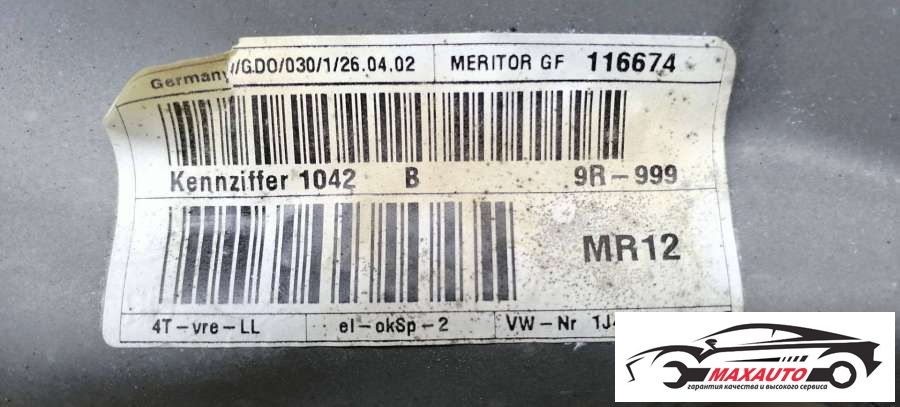 Germany /GDO/030/1/26.04.02 MERITOR GF 116674
Kennziffer 1042 B 9R-999
MR12
4T-vre-LL el-okSp-2 VW-Nr 1J
MAXAUTO
гарантия качества и высокого сервиса